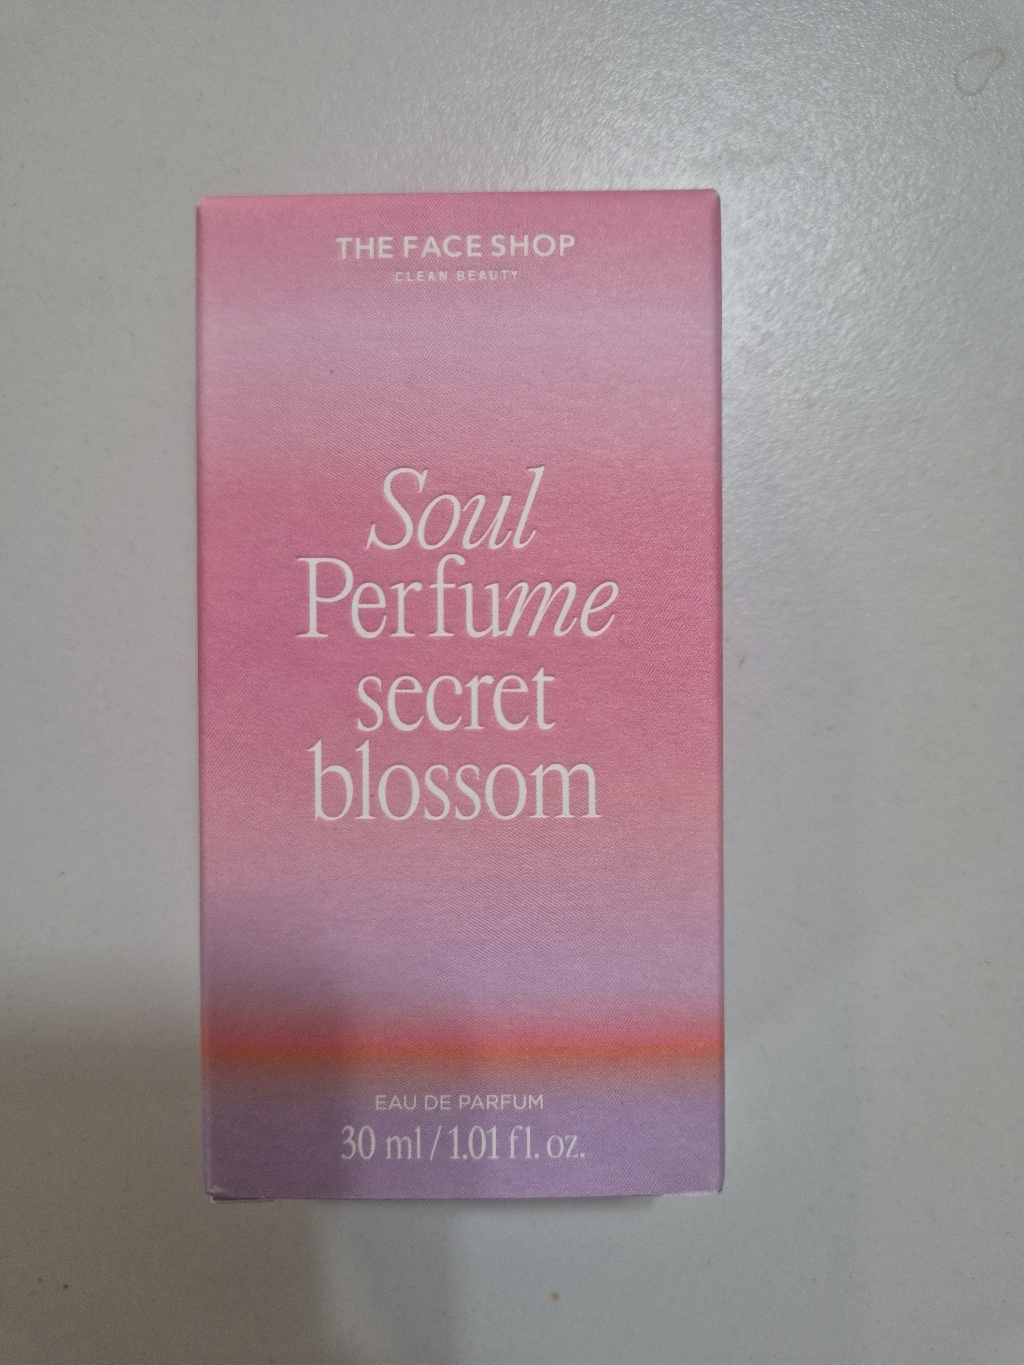 THE FACE SHOP
CLEAN BEAUTY
Soul
Perfume
secret
blossom
EAU DE PARFUM
30 ml / 1.01 fl. oz.